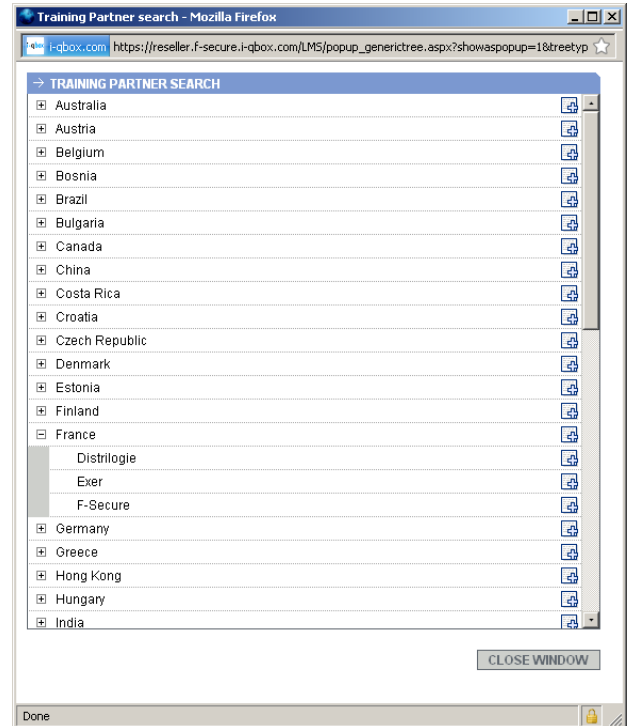 Training Partner search - Mozilla Firefox
i-qbox.com https://reseller.f-secure.i-qbox.com/LMS/popup_generictree.aspx?showaspopup=1&treetyp
TRAINING PARTNER SEARCH
Australia
Austria
Belgium
Bosnia
Brazil
Bulgaria
Canada
China
Costa Rica
Croatia
Czech Republic
Denmark
Estonia
Finland
France
Distrilogie
Exer
F-Secure
Germany
Greece
Hong Kong
Hungary
India
CLOSE WINDOW
Done